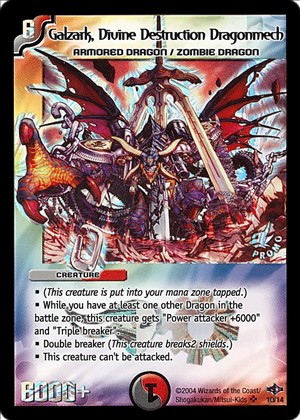 6
Galzark, Divine Destruction Dragonmech
ARMORED DRAGON / ZOMBIE DRAGON
PROMO
CREATURE
▪ (This creature is put into your mana zone tapped.)
▪ While you have at least one other Dragon in the
battle zone, this creature gets "Power attacker +6000"
and "Triple breaker".
▪ Double breaker (This creature breaks2 shields.)
▪ This creature can't be attacked.
6000+
1
©2004 Wizards of the Coast/
Shogakukan/Mitsui-Kids
10/14